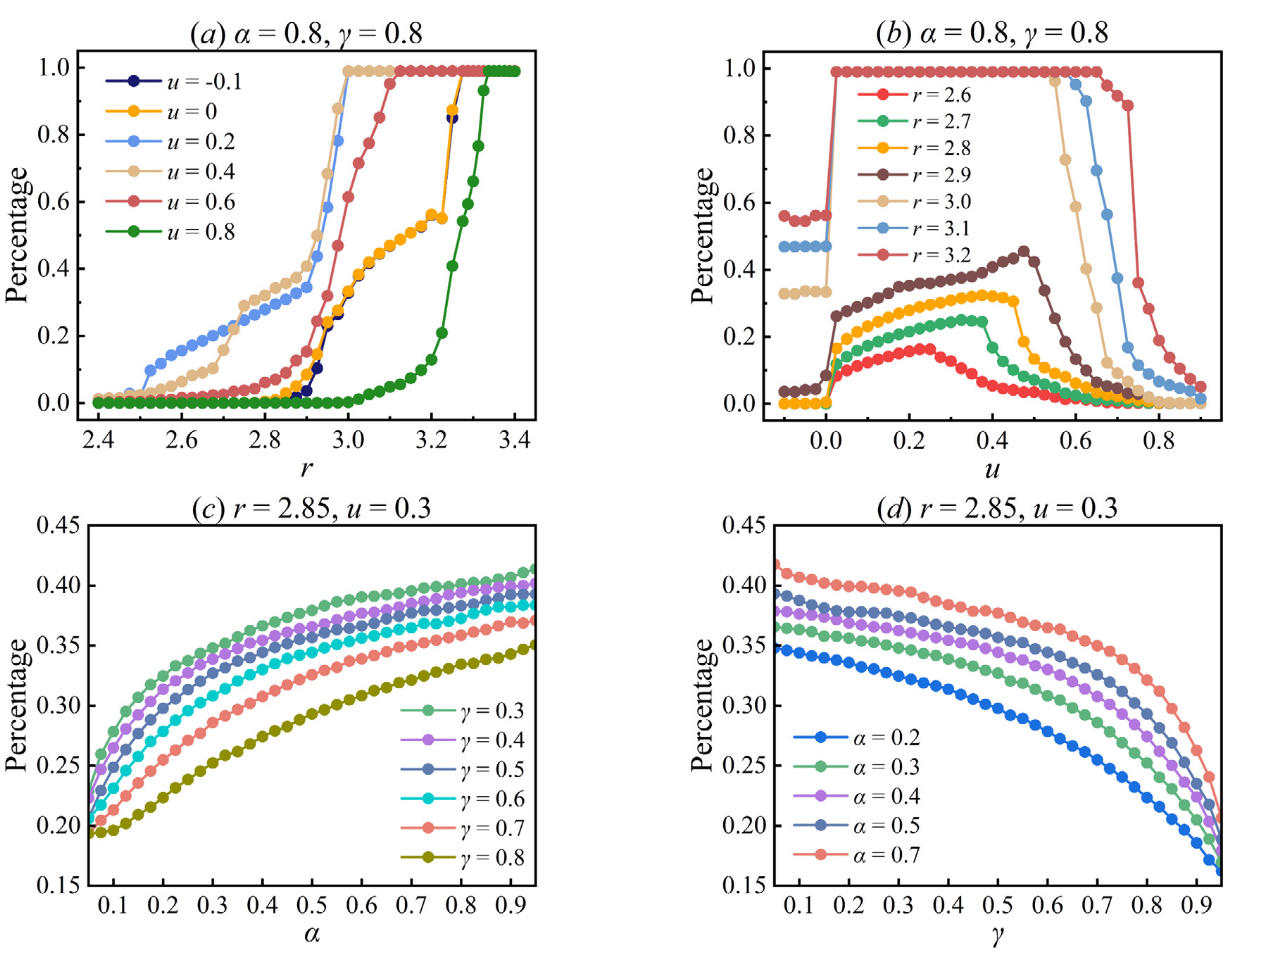 (a) α = 0.8, γ = 0.8
Percentage
1.0
0.8
0.6
0.4
0.2
0.0
u = -0.1
u = 0
u = 0.2
u = 0.4
u = 0.6
u = 0.8
2.4 2.6 2.8 3.0 3.2 3.4
r
(b) α = 0.8, γ = 0.8
Percentage
1.0
0.8
0.6
0.4
0.2
0.0
r = 2.6
r = 2.7
r = 2.8
r = 2.9
r = 3.0
r = 3.1
r = 3.2
0.0 0.2 0.4 0.6 0.8
u
(c) r = 2.85, u = 0.3
Percentage
0.45
0.40
0.35
0.30
0.25
0.20
0.15
γ = 0.3
γ = 0.4
γ = 0.5
γ = 0.6
γ = 0.7
γ = 0.8
0.1 0.2 0.3 0.4 0.5 0.6 0.7 0.8 0.9
α
(d) r = 2.85, u = 0.3
Percentage
0.45
0.40
0.35
0.30
0.25
0.20
0.15
α = 0.2
α = 0.3
α = 0.4
α = 0.5
α = 0.7
0.1 0.2 0.3 0.4 0.5 0.6 0.7 0.8 0.9
γ